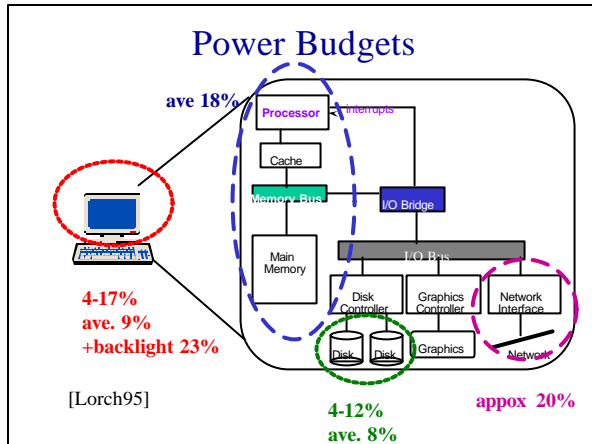 Power Budgets
ave 18%
Processor
interrupts
Cache
Memory Bus
I/O Bridge
Main
Memory
I/O Bus
Disk
Controller
Graphics
Controller
Network
Interface
Disk
Disk
Graphics
Network
4-17%
ave. 9%
+backlight 23%
[Lorch95]
4-12%
ave. 8%
appox 20%